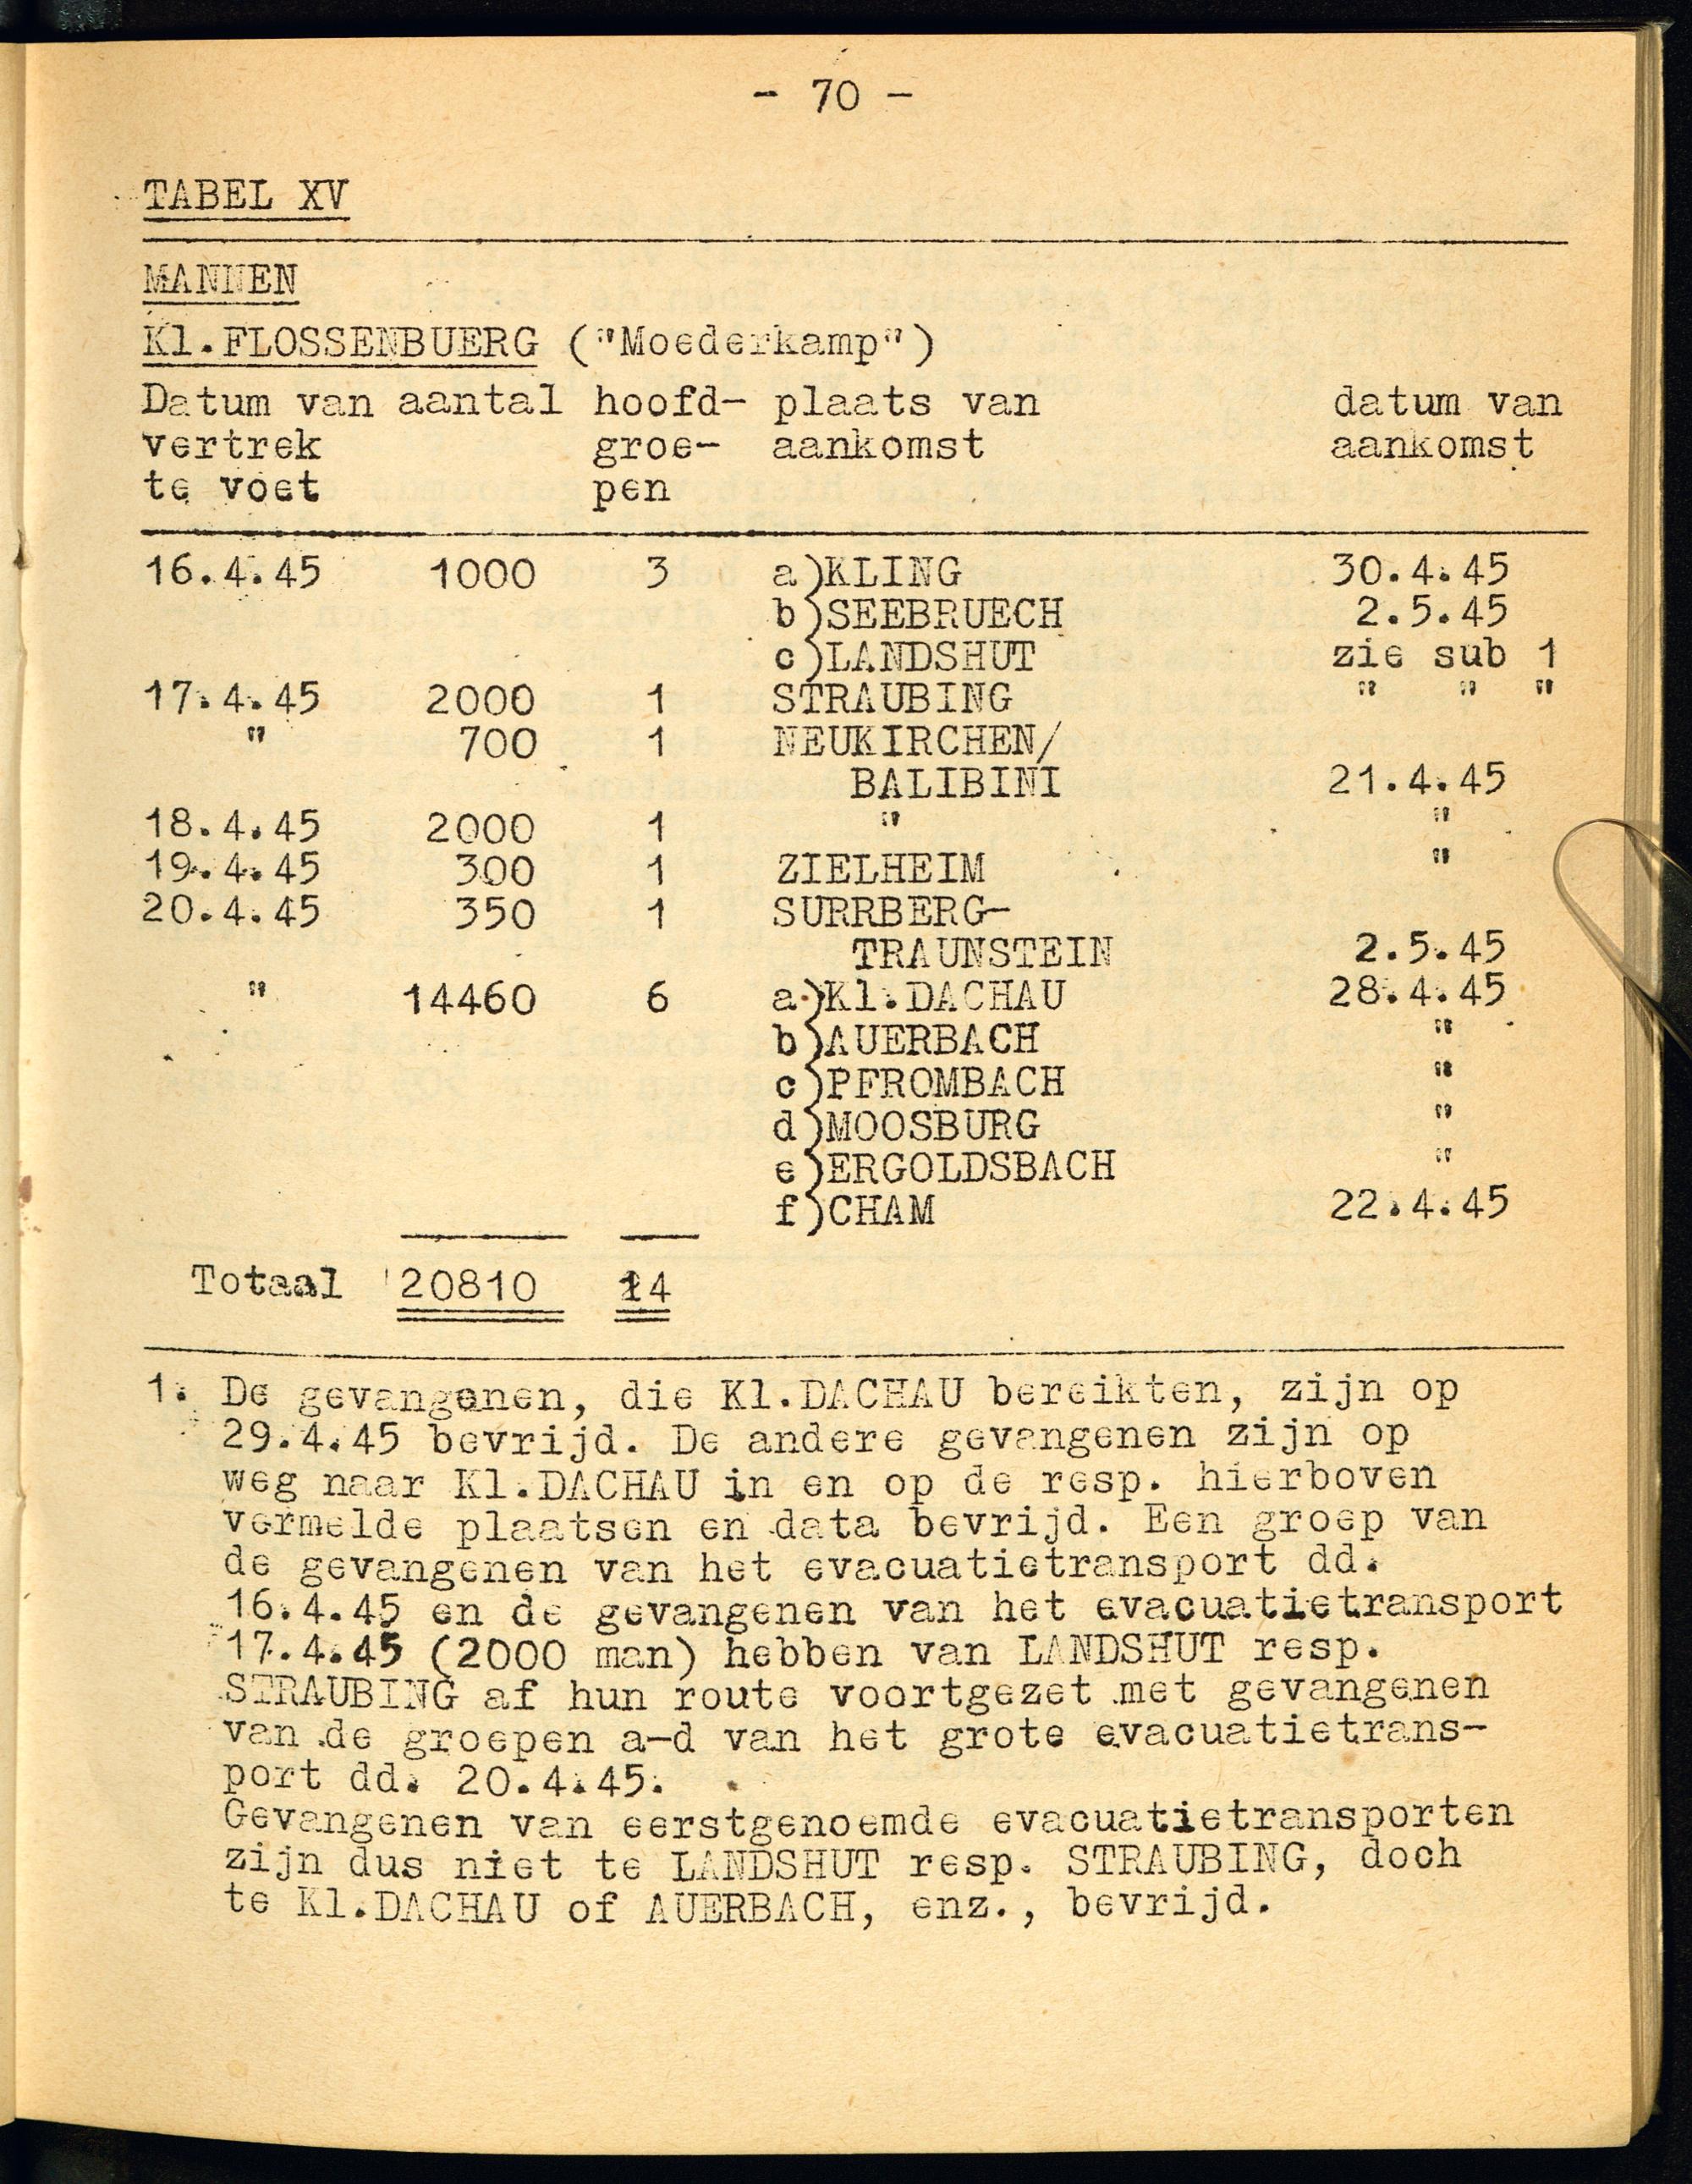 - 70 -
TABEL XV
MANNEN
Kl.FLOSSENBUERG ("Moederkamp")
Datum van aantal hoofd- plaats van datum van
vertrek groe- aankomst aankomst
te voet pen
16.4.45 1000 3 a)KLING 30.4.45
b)SEEBRUECH 2.5.45
c)LANDSHUT zie sub 1
17.4.45 2000 1 STRAUBING " " "
" 700 1 NEUKIRCHEN/
BALIBINI 21.4.45
18.4.45 2000 1 " "
19.4.45 300 1 ZIELHEIM "
20.4.45 350 1 SURRBERG-
TRAUNSTEIN 2.5.45
" 14460 6 a)Kl.DACHAU 28.4.45
b)AUERBACH "
c)PFROMBACH "
d)MOOSBURG "
e)ERGOLDSBACH "
f)CHAM 22.4.45
Totaal 20810 14
1. De gevangenen, die Kl.DACHAU bereikten, zijn op
29.4.45 bevrijd. De andere gevangenen zijn op
weg naar Kl.DACHAU in en op de resp. hierboven
vermelde plaatsen en data bevrijd. Een groep van
de gevangenen van het evacuatietransport dd.
16.4.45 en de gevangenen van het evacuatietransport
17.4.45 (2000 man) hebben van LANDSHUT resp.
STRAUBING af hun route voortgezet met gevangenen
van de groepen a-d van het grote evacuatietrans-
port dd. 20.4.45.
Gevangenen van eerstgenoemde evacuatietransporten
zijn dus niet te LANDSHUT resp. STRAUBING, doch
te Kl.DACHAU of AUERBACH, enz., bevrijd.